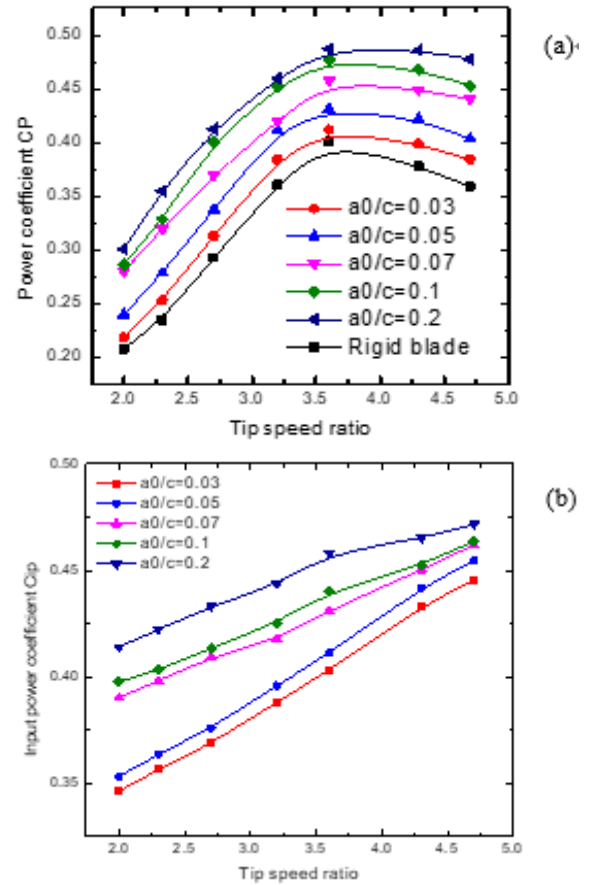 (a)
Power coefficient CP
0.50
0.45
0.40
0.35
0.30
0.25
0.20
a0/c=0.03
a0/c=0.05
a0/c=0.07
a0/c=0.1
a0/c=0.2
Rigid blade
2.0 2.5 3.0 3.5 4.0 4.5 5.0
Tip speed ratio
(b)
Input power coefficient Cip
0.50
0.45
0.40
0.35
a0/c=0.03
a0/c=0.05
a0/c=0.07
a0/c=0.1
a0/c=0.2
2.0 2.5 3.0 3.5 4.0 4.5 5.0
Tip speed ratio